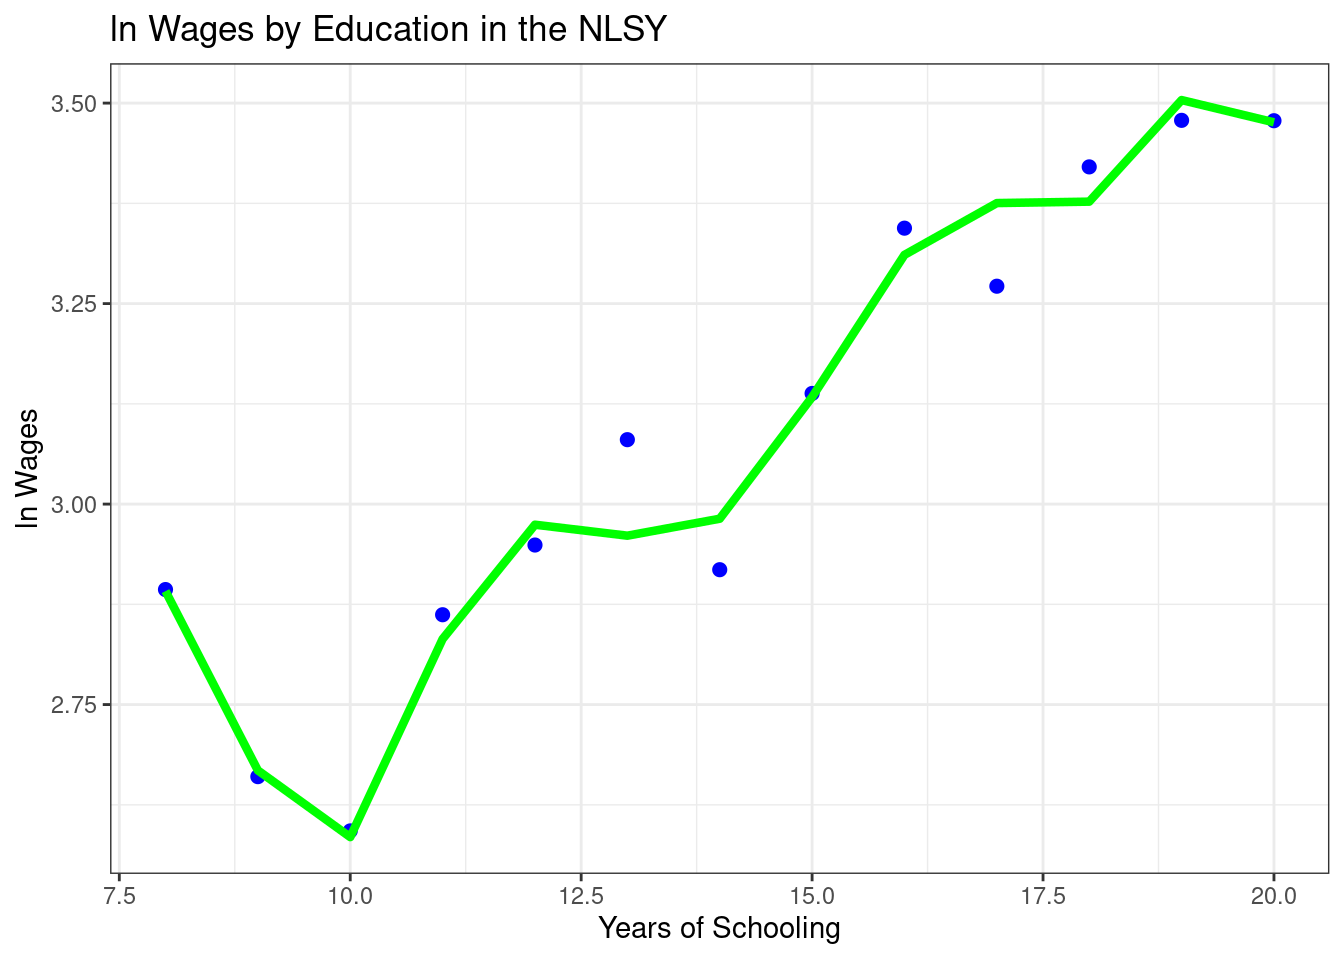 ln Wages by Education in the NLSY
3.50
3.25
3.00
2.75
ln Wages
7.5 10.0 12.5 15.0 17.5 20.0
Years of Schooling